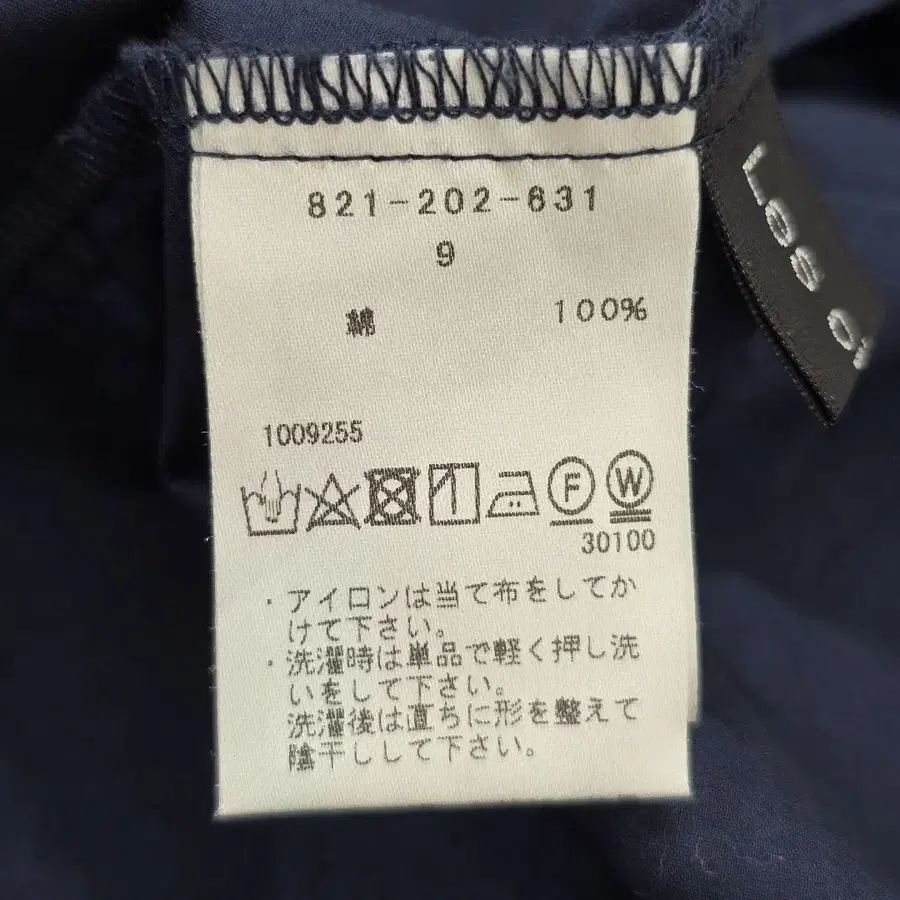 821-202-631
9
綿 100%
1009255
F W
30100
・アイロンは当て布をしてか
けて下さい。
・洗濯時は単品で軽く押し洗
いをして下さい。
洗濯後は直ちに形を整えて
陰干しして下さい。
Lee